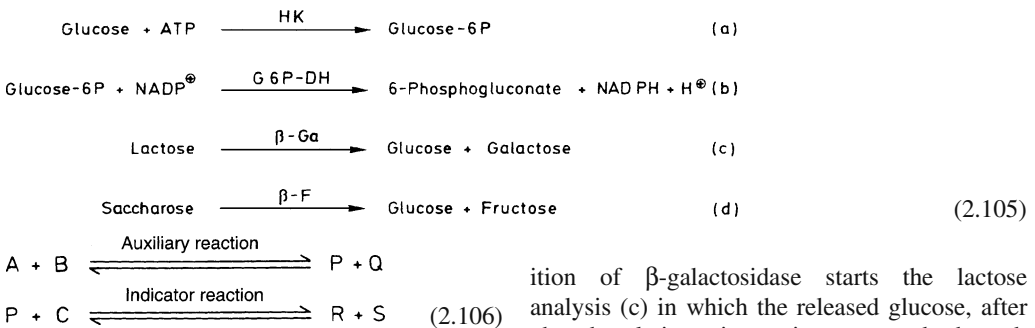 HK
Glucose + ATP → Glucose-6P (a)
G 6P-DH
Glucose-6P + NADP⊕ → 6-Phosphogluconate + NADPH + H⊕ (b)
β-Ga
Lactose → Glucose + Galactose (c)
β-F
Saccharose → Glucose + Fructose (d) (2.105)
Auxiliary reaction
A + B ⇌ P + Q
Indicator reaction
P + C ⇌ R + S (2.106)
ition of β-galactosidase starts the lactose
analysis (c) in which the released glucose, after